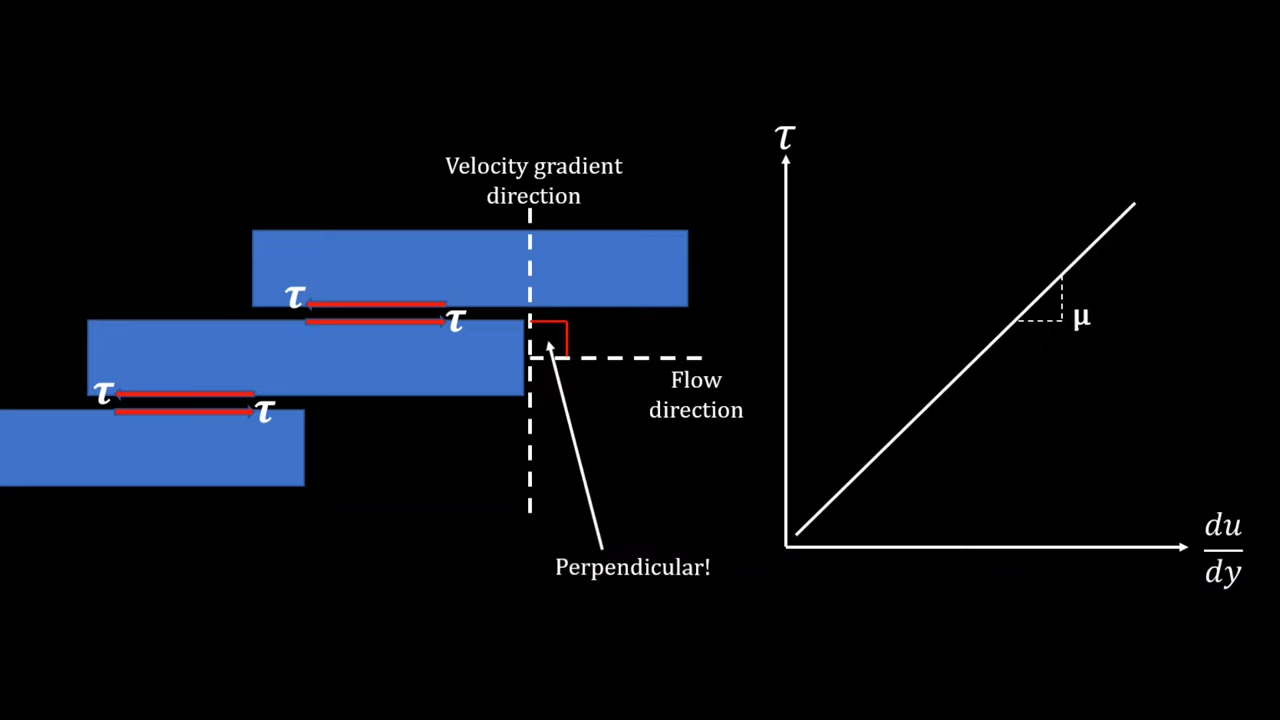 Velocity gradient
direction
τ
τ
τ
τ
Flow
direction
Perpendicular!
τ
μ
du
dy